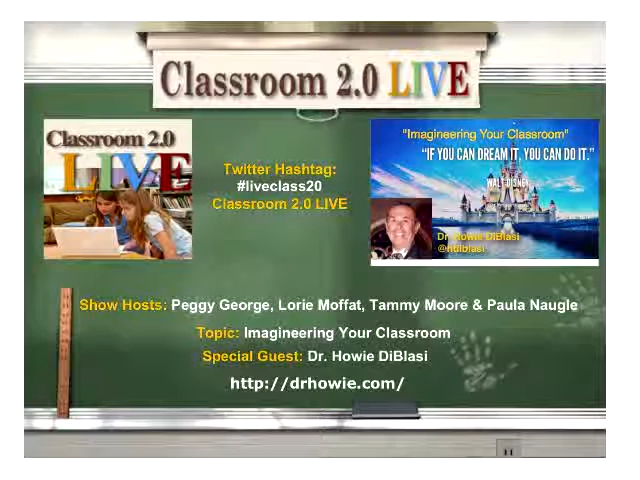 Classroom 2.0 LIVE
Classroom 2.0
LIVE
Twitter Hashtag:
#liveclass20
Classroom 2.0 LIVE
"Imagineering Your Classroom"
"IF YOU CAN DREAM IT, YOU CAN DO IT."
WALT DISNEY
Dr. Howie DiBlasi
@hdiblasi
Show Hosts: Peggy George, Lorie Moffat, Tammy Moore & Paula Naugle
Topic: Imagineering Your Classroom
Special Guest: Dr. Howie DiBlasi
http://drhowie.com/